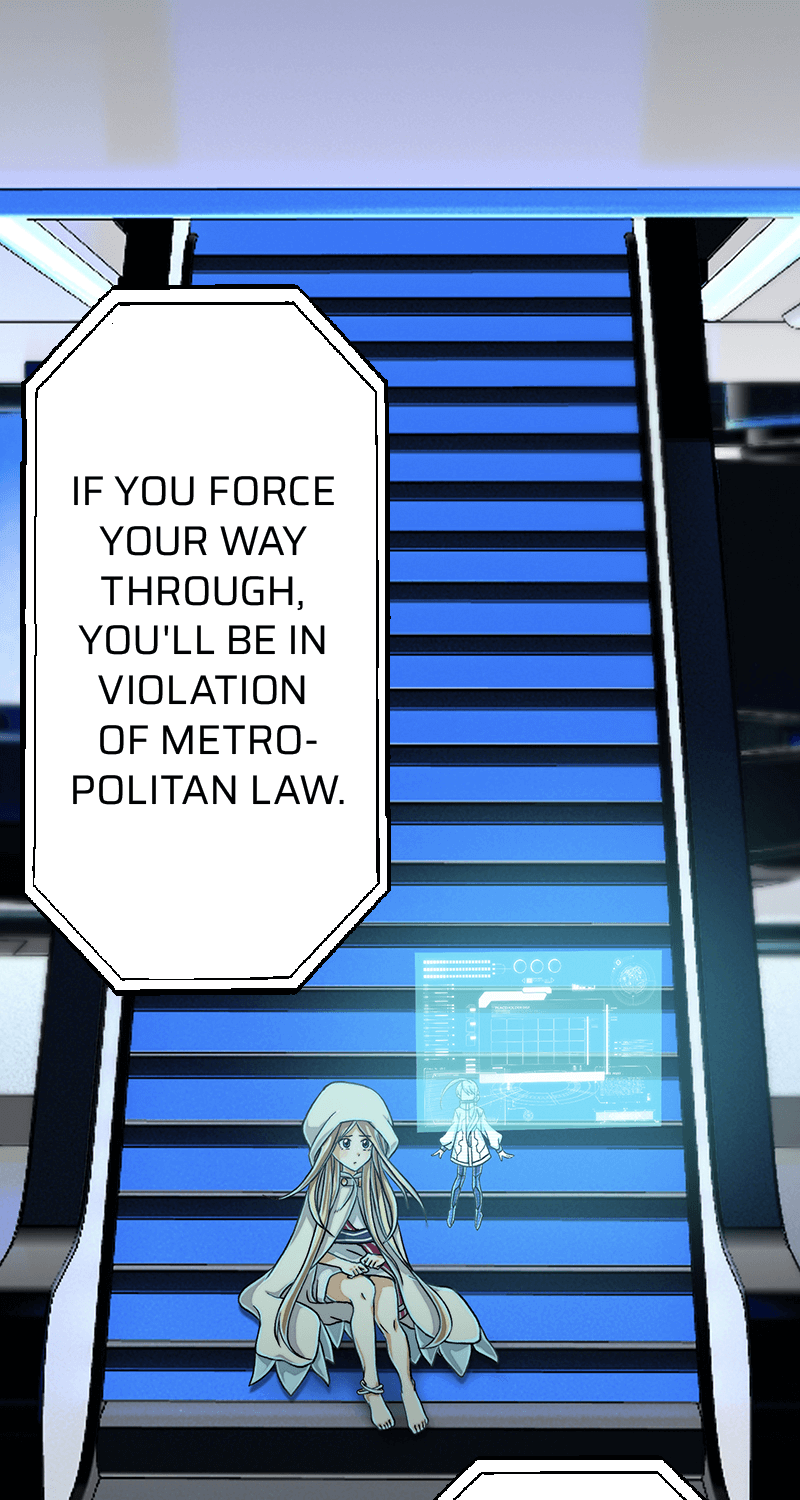 IF YOU FORCE
YOUR WAY
THROUGH,
YOU'LL BE IN
VIOLATION
OF METRO-
POLITAN LAW.